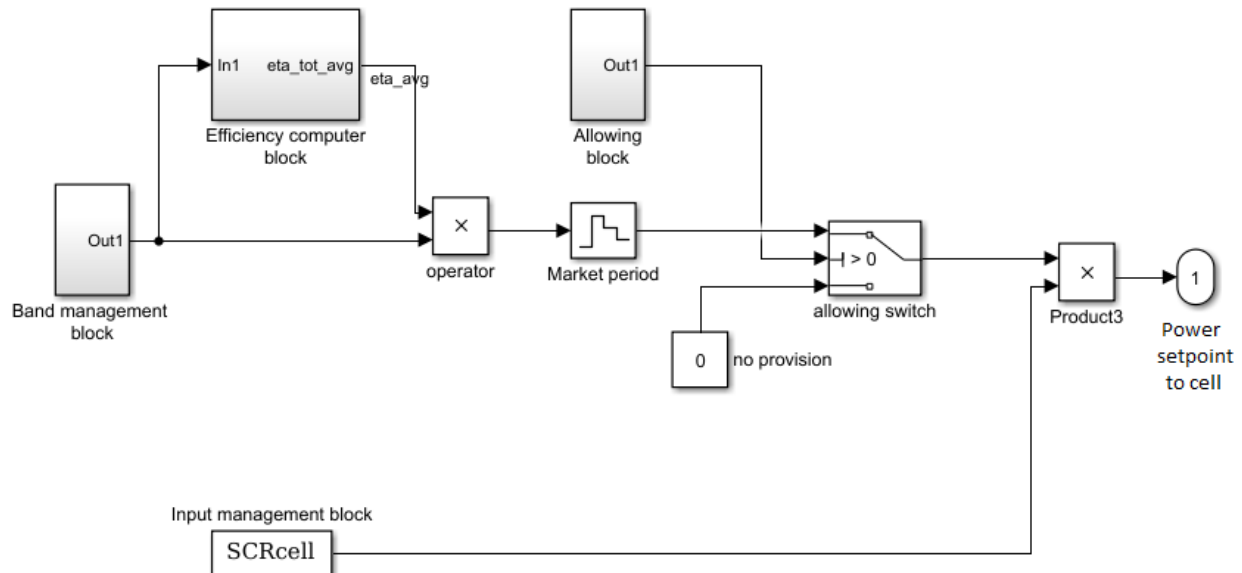 In1
eta_tot_avg
eta_avg
Efficiency computer
block
Out1
Allowing
block
Out1
Band management
block
×
operator
Market period
> 0
allowing switch
0
no provision
×
Product3
1
Power
setpoint
to cell
Input management block
SCRcell